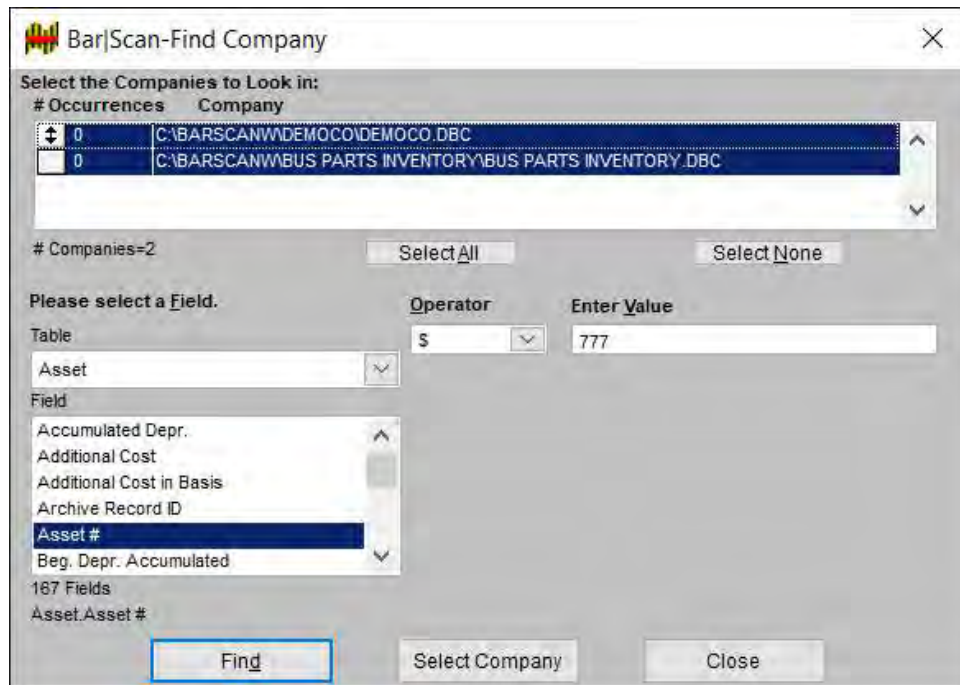 Bar|Scan-Find Company
Select the Companies to Look in:
# Occurrences Company
0 C:\BARSCANW\DEMOCO\DEMOCO.DBC
0 C:\BARSCANW\BUS PARTS INVENTORY\BUS PARTS INVENTORY.DBC
# Companies=2 Select All Select None
Please select a Field. Operator Enter Value
Table $ 777
Asset
Field
Accumulated Depr.
Additional Cost
Additional Cost in Basis
Archive Record ID
Asset #
Beg. Depr. Accumulated
167 Fields
Asset.Asset #
Find Select Company Close